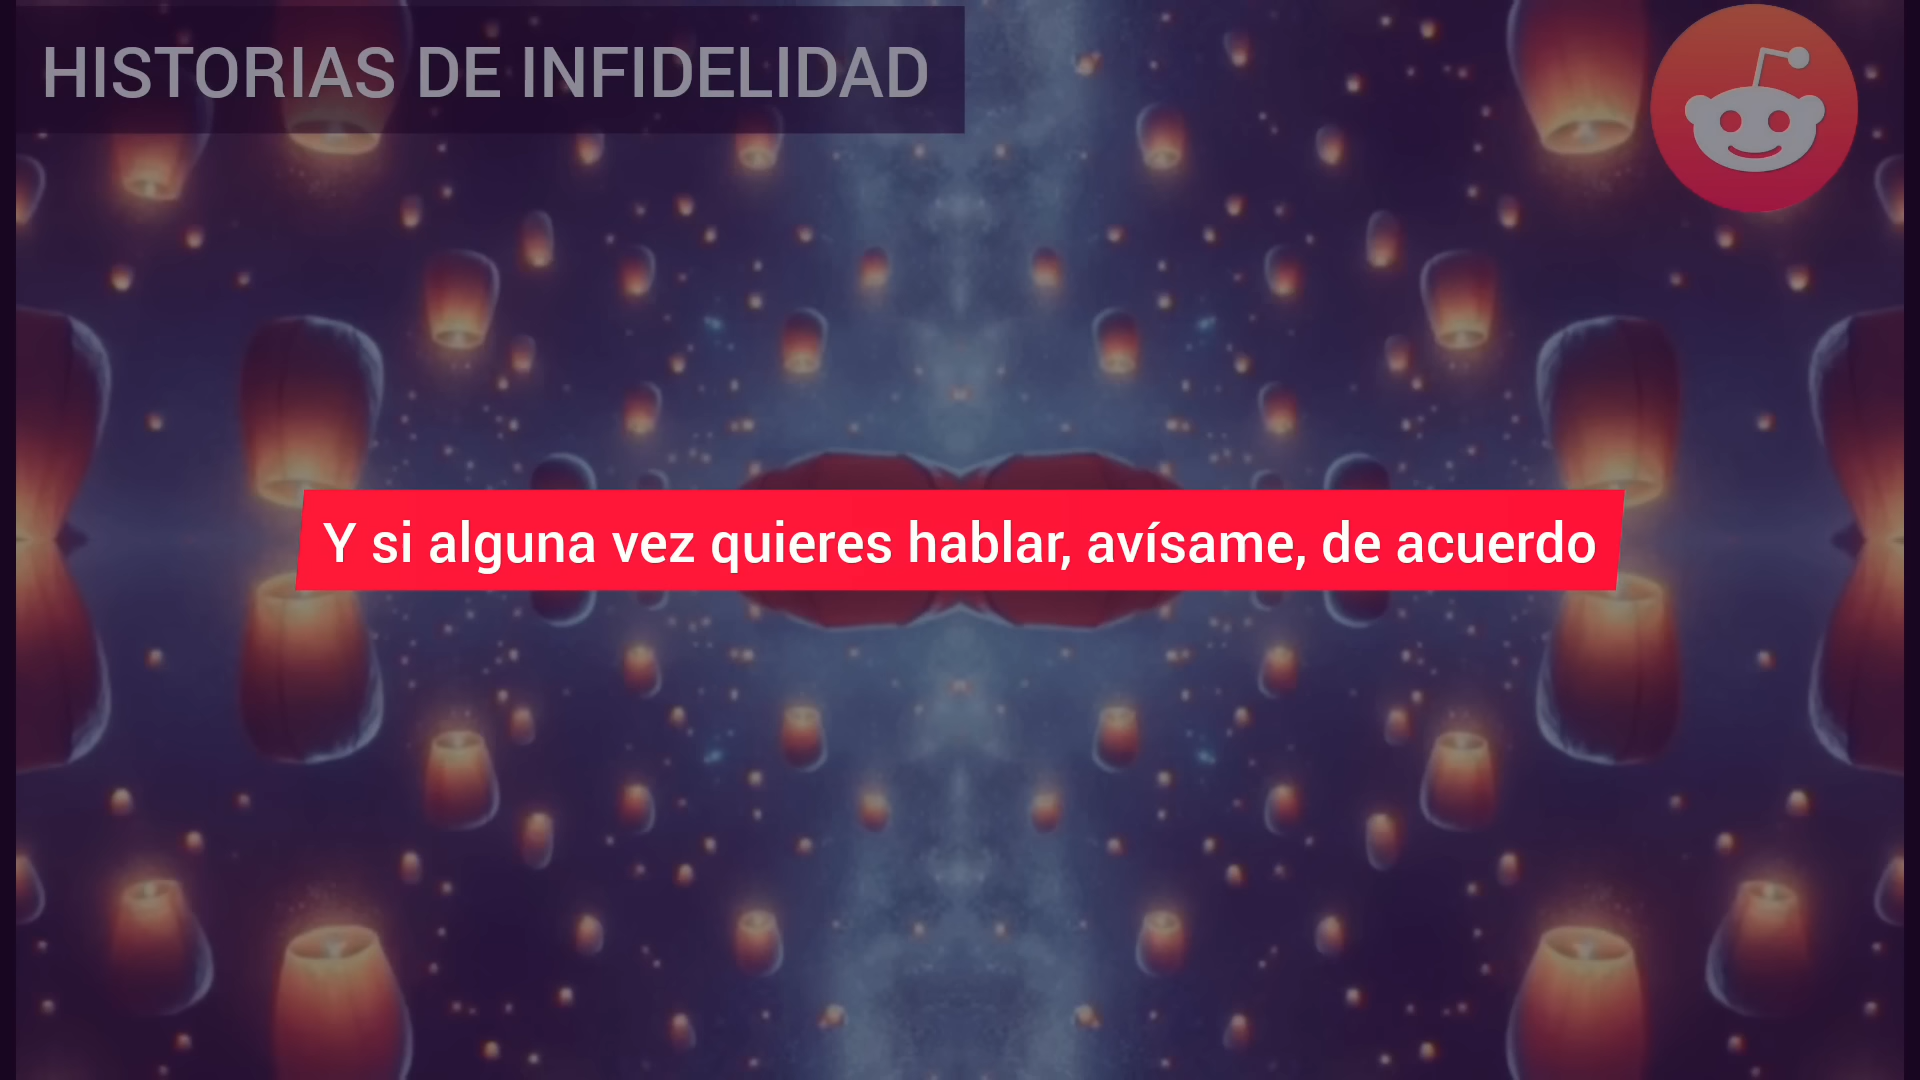 HISTORIAS DE INFIDELIDAD
Y si alguna vez quieres hablar, avísame, de acuerdo